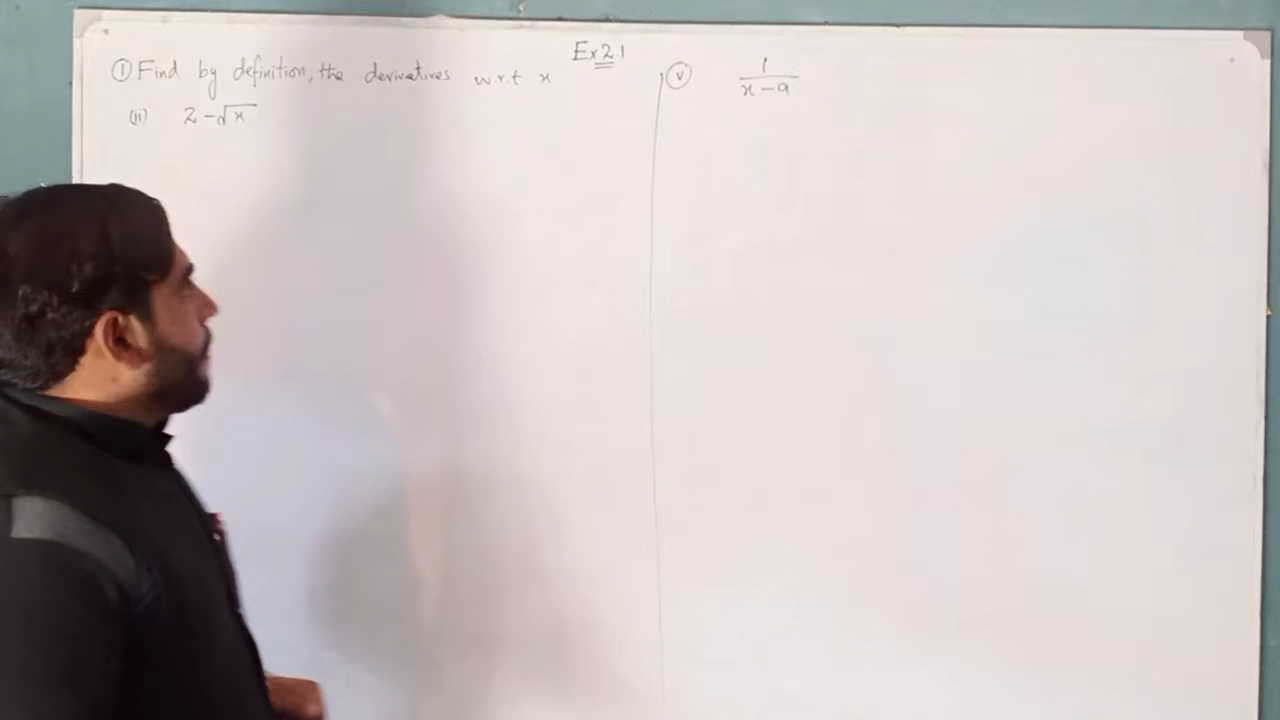 Ex 2.1
① Find by definition, the derivatives w.r.t x
(ii) 2-√x
ⓥ 1/(x-a)